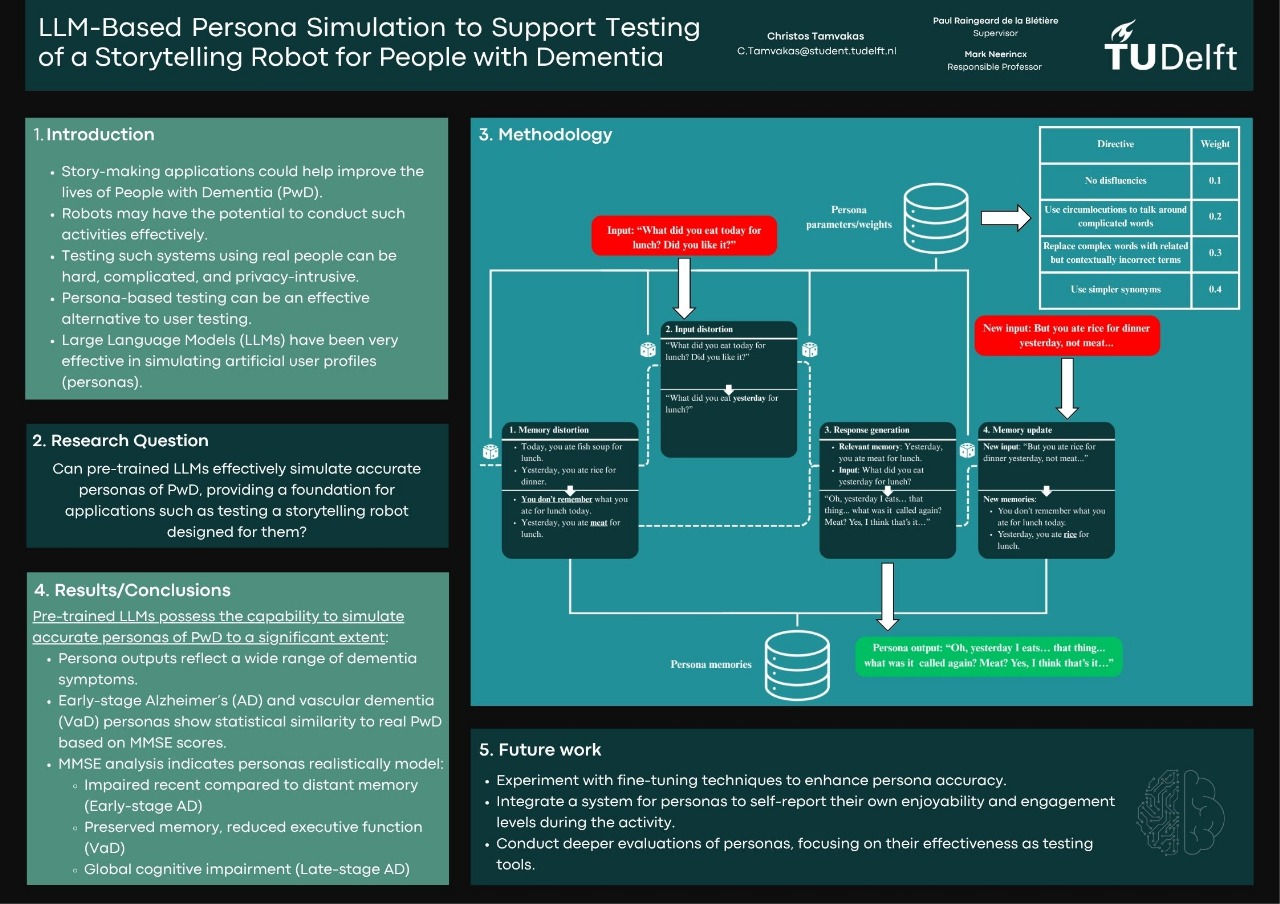 LLM-Based Persona Simulation to Support Testing
of a Storytelling Robot for People with Dementia
Christos Tamvakas
C.Tamvakas@student.tudelft.nl
Paul Raingeard de la Blétière
Supervisor
Mark Neerincx
Responsible Professor
TUDelft
1. Introduction
• Story-making applications could help improve the
lives of People with Dementia (PwD).
• Robots may have the potential to conduct such
activities effectively.
• Testing such systems using real people can be
hard, complicated, and privacy-intrusive.
• Persona-based testing can be an effective
alternative to user testing.
• Large Language Models (LLMs) have been very
effective in simulating artificial user profiles
(personas).
2. Research Question
Can pre-trained LLMs effectively simulate accurate
personas of PwD, providing a foundation for
applications such as testing a storytelling robot
designed for them?
3. Methodology
Directive Weight
No disfluencies 0.1
Use circumlocutions to talk around
complicated words 0.2
Replace complex words with related
but contextually incorrect terms 0.3
Use simpler synonyms 0.4
Persona
parameters/weights
Input: “What did you eat today for
lunch? Did you like it?”
New input: But you ate rice for dinner
yesterday, not meat...
2. Input distortion
“What did you eat today for
lunch? Did you like it?”
“What did you eat yesterday for
lunch?”
1. Memory distortion
• Today, you ate fish soup for
lunch.
• Yesterday, you ate rice for
dinner.
• You don't remember what you
ate for lunch today.
• Yesterday, you ate meat for
lunch.
3. Response generation
• Relevant memory: Yesterday,
you ate meat for lunch.
• Input: What did you eat
yesterday for lunch?
“Oh, yesterday I eats… that
thing... what was it called again?
Meat? Yes, I think that’s it…”
4. Memory update
New input: “But you ate rice for
dinner yesterday, not meat...”
New memories:
• You don't remember what you
ate for lunch today.
• Yesterday, you ate rice for
lunch.
Persona memories
Persona output: “Oh, yesterday I eats… that thing...
what was it called again? Meat? Yes, I think that’s it…”
4. Results/Conclusions
Pre-trained LLMs possess the capability to simulate
accurate personas of PwD to a significant extent:
• Persona outputs reflect a wide range of dementia
symptoms.
• Early-stage Alzheimer’s (AD) and vascular dementia
(VaD) personas show statistical similarity to real PwD
based on MMSE scores.
• MMSE analysis indicates personas realistically model:
◦ Impaired recent compared to distant memory
(Early-stage AD)
◦ Preserved memory, reduced executive function
(VaD)
◦ Global cognitive impairment (Late-stage AD)
5. Future work
• Experiment with fine-tuning techniques to enhance persona accuracy.
• Integrate a system for personas to self-report their own enjoyability and engagement
levels during the activity.
• Conduct deeper evaluations of personas, focusing on their effectiveness as testing
tools.